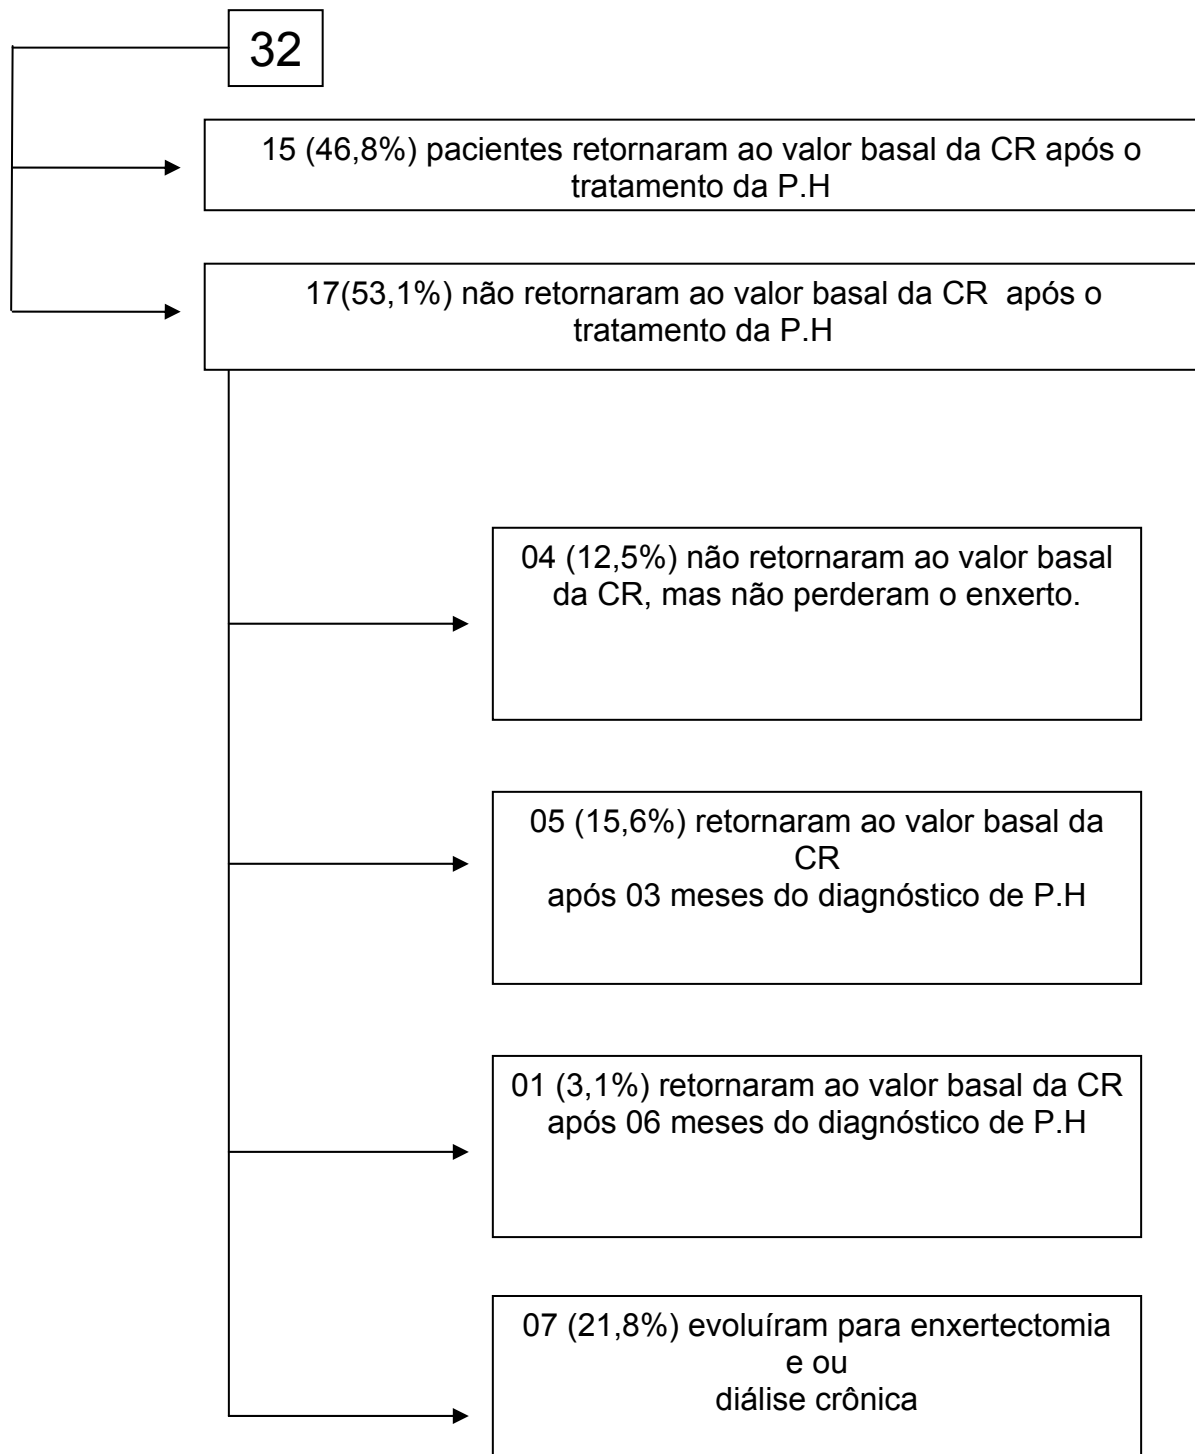 32
15 (46,8%) pacientes retornaram ao valor basal da CR após o
tratamento da P.H
17(53,1%) não retornaram ao valor basal da CR  após o
tratamento da P.H
04 (12,5%) não retornaram ao valor basal
da CR, mas não perderam o enxerto.
05 (15,6%) retornaram ao valor basal da
CR
após 03 meses do diagnóstico de P.H
01 (3,1%) retornaram ao valor basal da CR
após 06 meses do diagnóstico de P.H
07 (21,8%) evoluíram para enxertectomia
e ou
diálise crônica